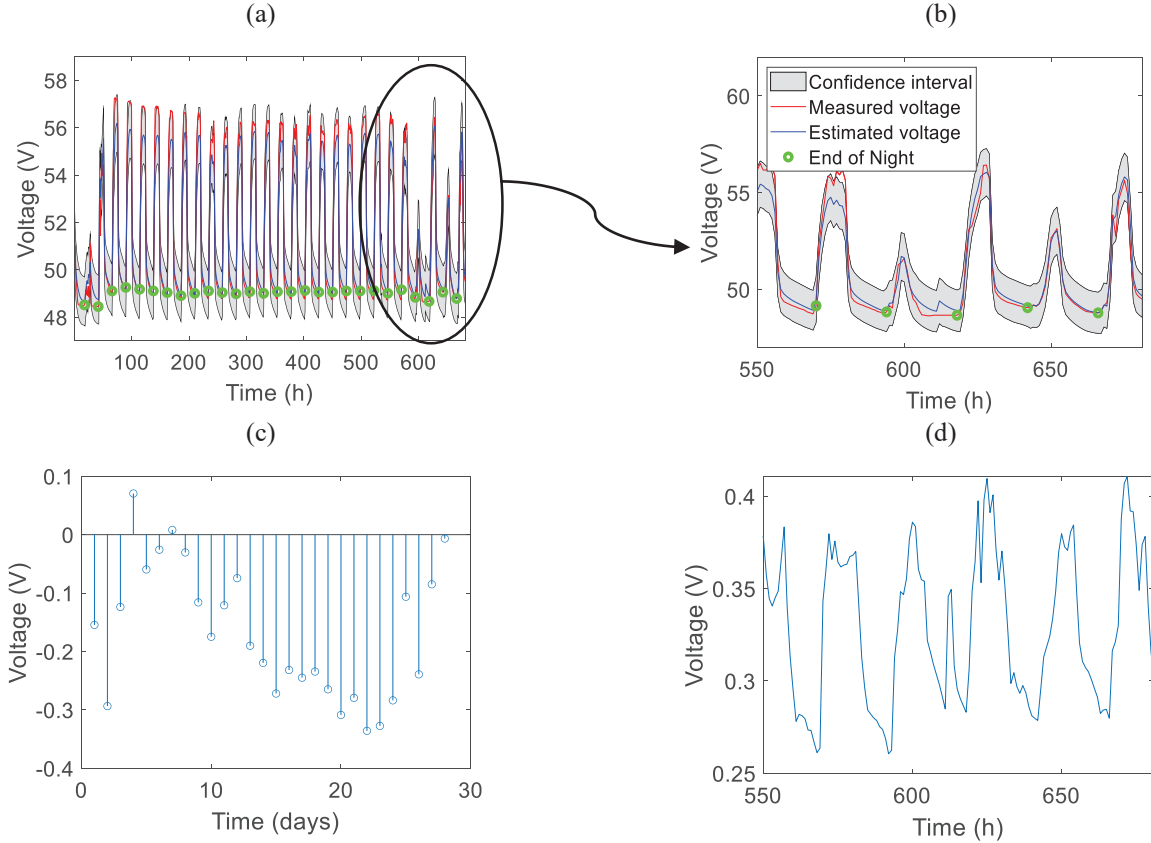 (a)
58
56
54
52
50
48
Voltage (V)
100 200 300 400 500 600
Time (h)
(b)
60
55
50
Voltage (V)
Confidence interval
Measured voltage
Estimated voltage
End of Night
550 600 650
Time (h)
(c)
0.1
0
-0.1
-0.2
-0.3
-0.4
Voltage (V)
0 10 20 30
Time (days)
(d)
0.4
0.35
0.3
0.25
Voltage (V)
550 600 650
Time (h)